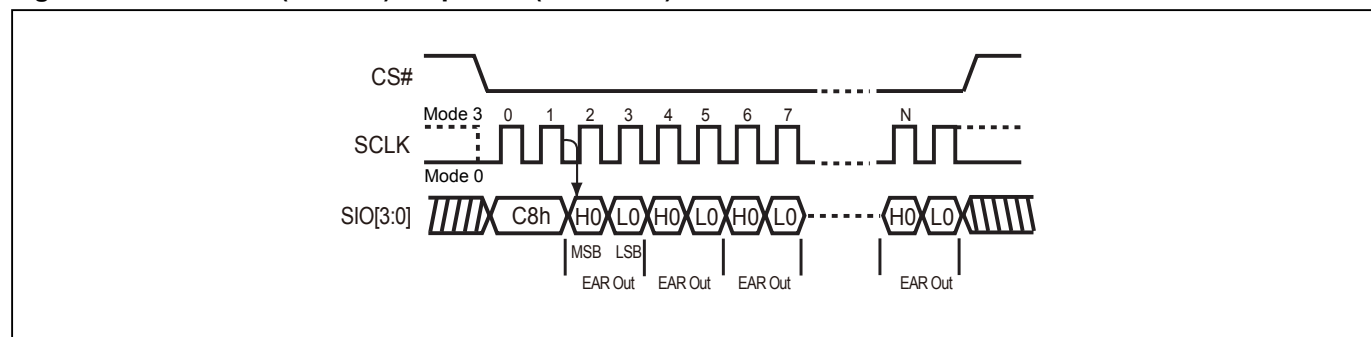 CS#
Mode 3 0 1 2 3 4 5 6 7 N
SCLK
Mode 0
SIO[3:0] C8h H0 L0 H0 L0 H0 L0 H0 L0
MSB LSB
EAR Out EAR Out EAR Out EAR Out